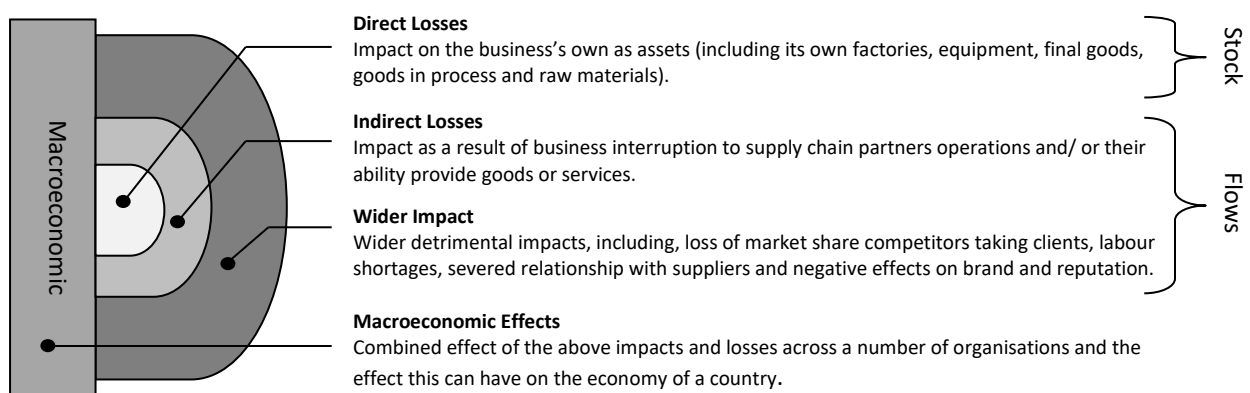 Direct Losses
Impact on the business’s own as assets (including its own factories, equipment, final goods,
goods in process and raw materials).
Stock
Indirect Losses
Impact as a result of business interruption to supply chain partners operations and/ or their
ability provide goods or services.
Wider Impact
Wider detrimental impacts, including, loss of market share competitors taking clients, labour
shortages, severed relationship with suppliers and negative effects on brand and reputation.
Flows
Macroeconomic Effects
Combined effect of the above impacts and losses across a number of organisations and the
effect this can have on the economy of a country.
Macroeconomic